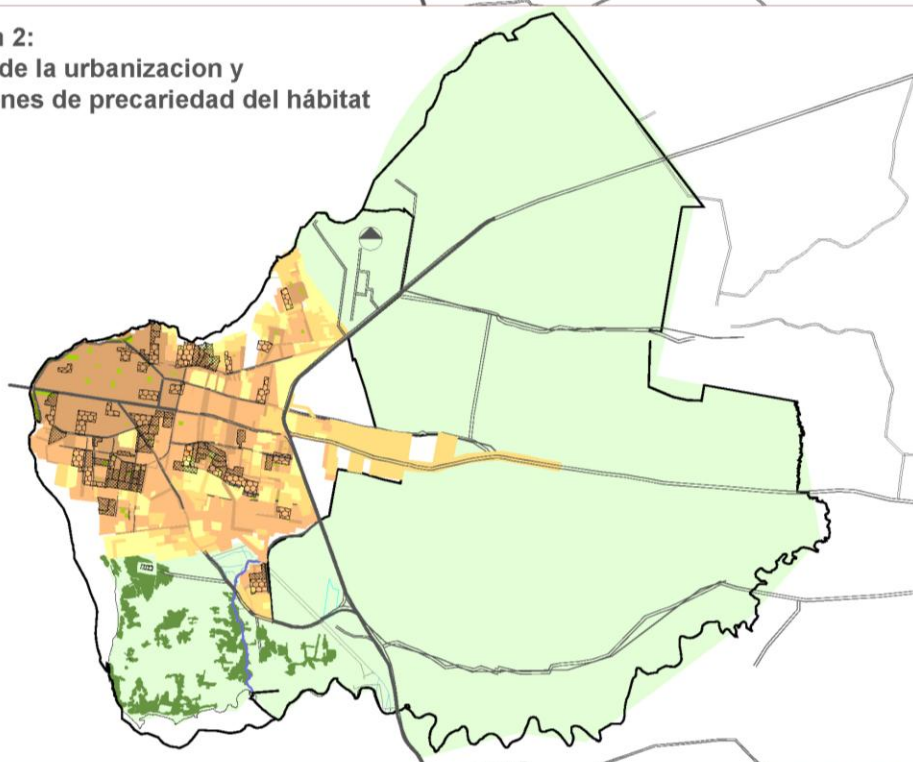 2:
de la urbanizacion y
nes de precariedad del hábitat